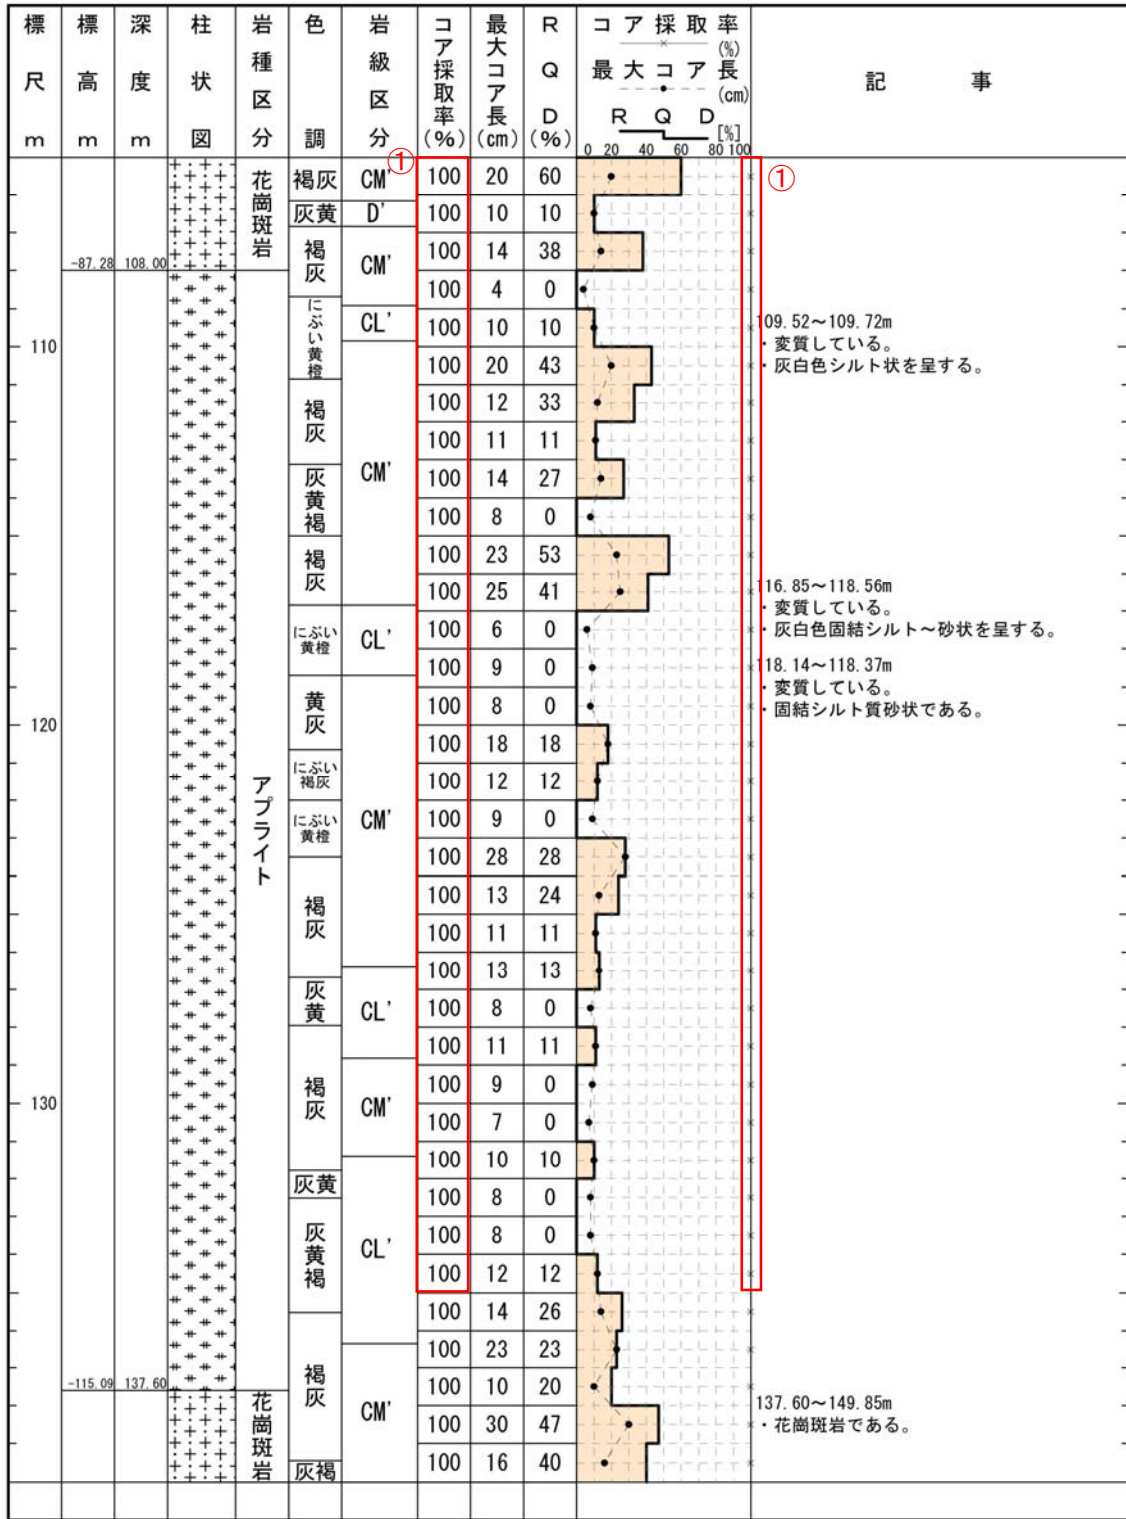 標尺m
標高m
深度m
柱状図
岩種区分
色調
岩級区分
コア採取率(%)
最大コア長(cm)
RQD(%)
コア採取率(%)
最大コア長(cm)
RQD[%]
0 20 40 60 80 100
記事
①
①
110
120
130
-87.28 108.00
-115.09 137.60
花崗斑岩
アプライト
花崗斑岩
褐灰
灰黄
褐灰
にぶい黄橙
褐灰
灰黄褐
褐灰
にぶい黄橙
黄灰
にぶい褐灰
にぶい黄橙
褐灰
灰黄
褐灰
灰黄
灰黄褐
褐灰
灰褐
CM'
D'
CM'
CL'
CM'
CL'
CM'
CL'
CM'
CL'
CM'
100 20 60
100 10 10
100 14 38
100 4 0
100 10 10
100 20 43
100 12 33
100 11 11
100 14 27
100 8 0
100 23 53
100 25 41
100 6 0
100 9 0
100 8 0
100 18 18
100 12 12
100 9 0
100 28 28
100 13 24
100 11 11
100 13 13
100 8 0
100 11 11
100 9 0
100 7 0
100 10 10
100 8 0
100 8 0
100 12 12
100 14 26
100 23 23
100 10 20
100 30 47
100 16 40
109.52～109.72m
・変質している。
・灰白色シルト状を呈する。
116.85～118.56m
・変質している。
・灰白色固結シルト～砂状を呈する。
118.14～118.37m
・変質している。
・固結シルト質砂状である。
137.60～149.85m
・花崗斑岩である。